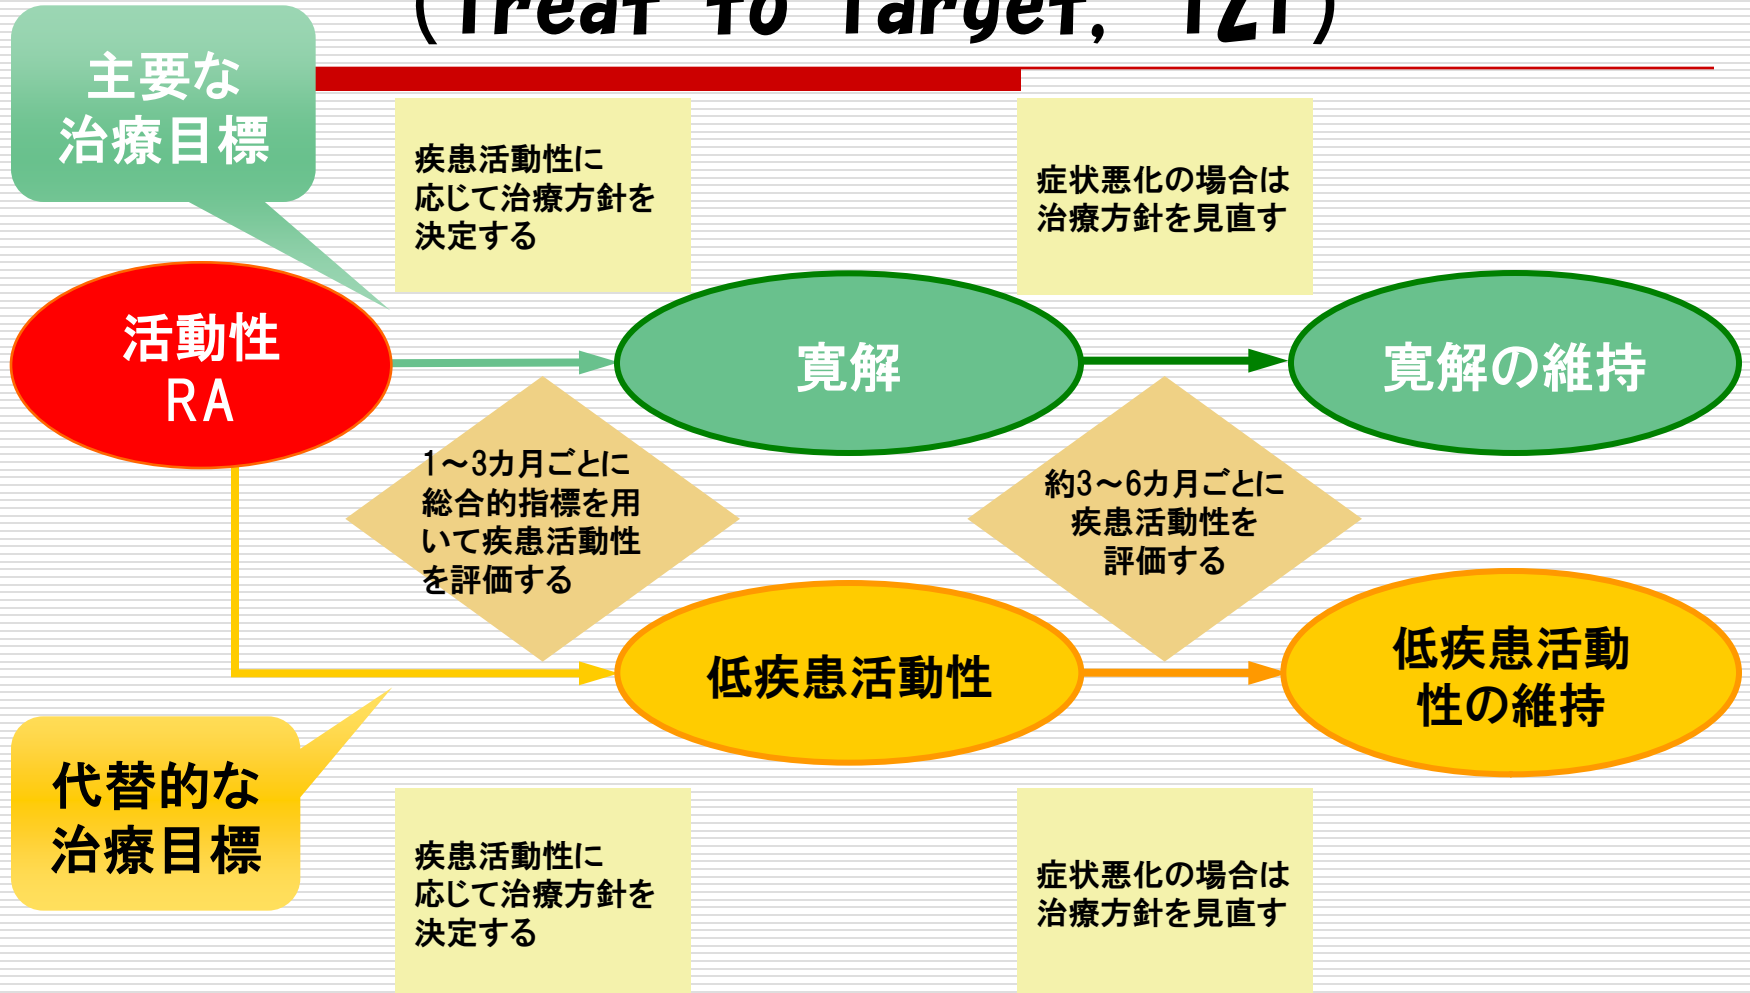 (Treat to Target, T2T)
主要な
治療目標
疾患活動性に
応じて治療方針を
決定する
症状悪化の場合は
治療方針を見直す
活動性
RA
寛解
寛解の維持
1～3カ月ごとに
総合的指標を用
いて疾患活動性
を評価する
約3～6カ月ごとに
疾患活動性を
評価する
低疾患活動性
低疾患活動
性の維持
代替的な
治療目標
疾患活動性に
応じて治療方針を
決定する
症状悪化の場合は
治療方針を見直す